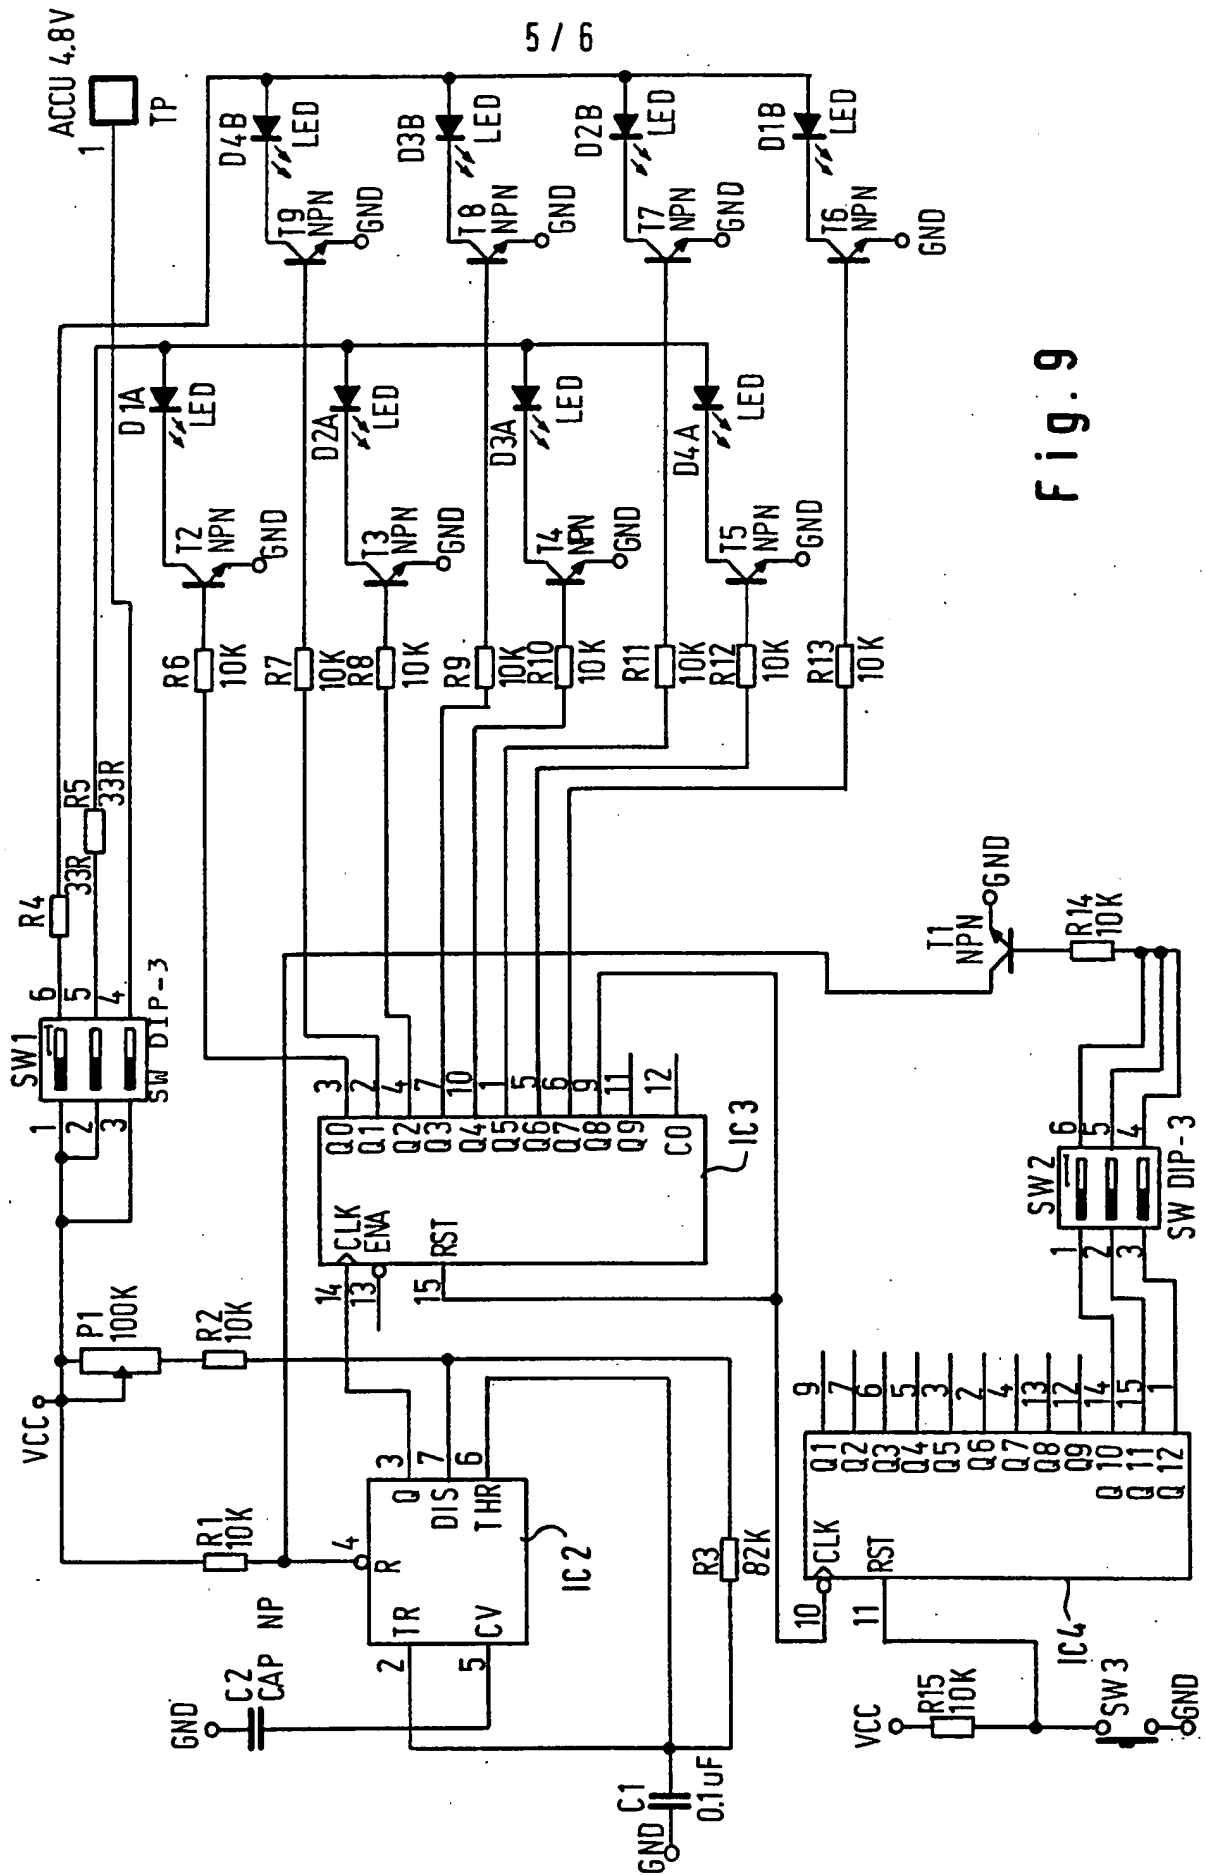 5 / 6
ACCU 4.8V
1
TP
D4B
LED
D3B
LED
D2B
LED
D1B
LED
T9
NPN
GND
T8
NPN
GND
T7
NPN
GND
T6
NPN
GND
D1A
LED
D2A
LED
D3A
LED
D4A
LED
T2
NPN
GND
T3
NPN
GND
T4
NPN
GND
T5
NPN
GND
R6
10K
R7
10K
R8
10K
R9
10K
R10
10K
R11
10K
R12
10K
R13
10K
R4
33R
R5
33R
SW1
6
5
4
1
2
3
SW DIP-3
VCC
P1
100K
R2
10K
R1
10K
Q0
3
Q1
2
Q2
4
Q3
7
Q4
10
Q5
1
Q6
5
Q7
6
Q8
9
Q9
11
CO
12
14
CLK
13
ENA
15
RST
IC3
4
R
Q
3
DIS
7
THR
6
TR
2
CV
5
IC2
GND
C2
CAP NP
R3
82K
GND
C1
0.1uF
T1
NPN
GND
R14
10K
SW2
6
5
4
1
2
3
SW DIP-3
Q1
9
Q2
7
Q3
6
Q4
5
Q5
3
Q6
2
Q7
4
Q8
13
Q9
12
Q10
14
Q11
15
Q12
1
10
CLK
11
RST
IC4
VCC
R15
10K
SW3
GND
Fig. 9